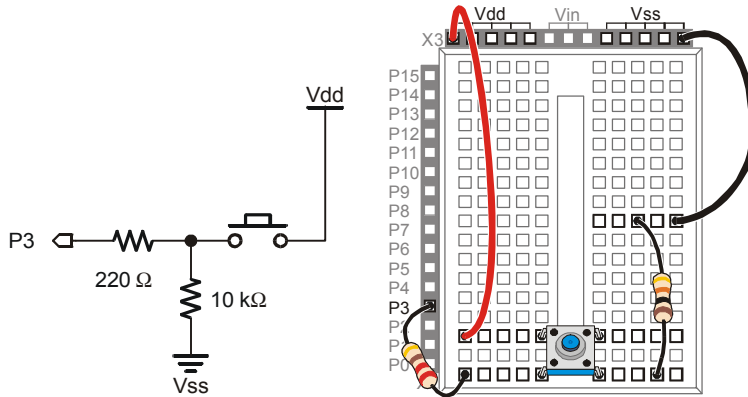 Vdd
P3
220 Ω
10 kΩ
Vss
Vdd
Vin
Vss
X3
P15
P14
P13
P12
P11
P10
P9
P8
P7
P6
P5
P4
P3
P2
P0